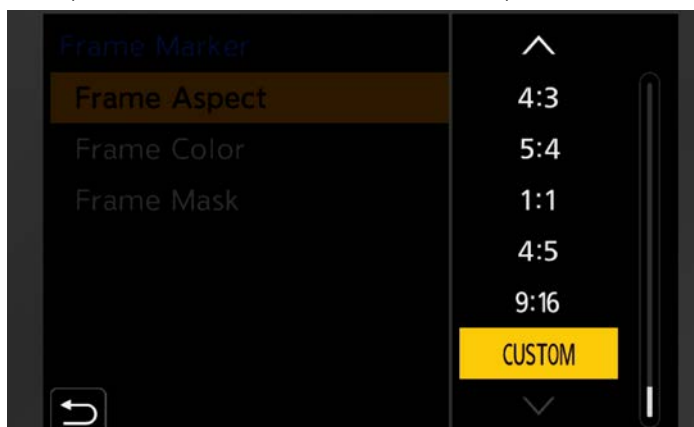 Frame Marker
Frame Aspect
Frame Color
Frame Mask
4:3
5:4
1:1
4:5
9:16
CUSTOM